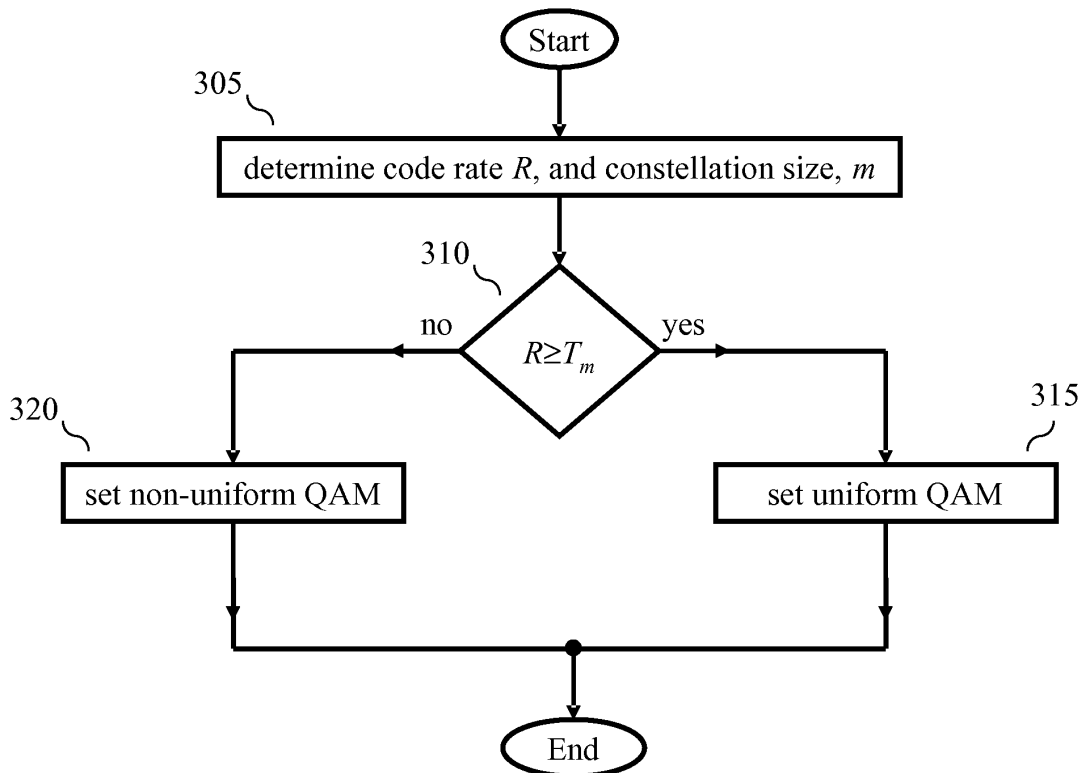 Start
305
determine code rate R, and constellation size, m
310
no
yes
R≥Tm
320
315
set non-uniform QAM
set uniform QAM
End